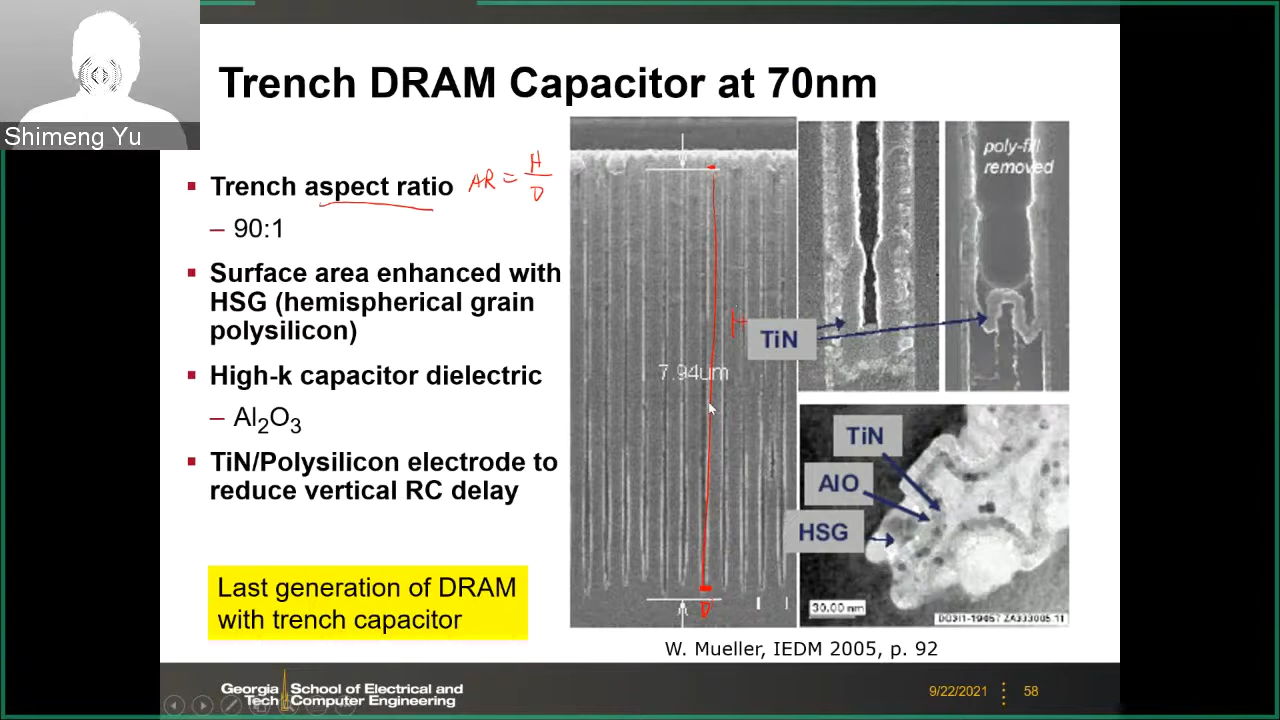 Shimeng Yu
Trench DRAM Capacitor at 70nm
Trench aspect ratio
AR = H/D
– 90:1
Surface area enhanced with
HSG (hemispherical grain
polysilicon)
High-k capacitor dielectric
– Al2O3
TiN/Polysilicon electrode to
reduce vertical RC delay
Last generation of DRAM
with trench capacitor
7.94um
H
D
poly-fill
removed
TiN
TiN
AlO
HSG
30.00 nm
W. Mueller, IEDM 2005, p. 92
Georgia Tech
School of Electrical and
Computer Engineering
9/22/2021
58